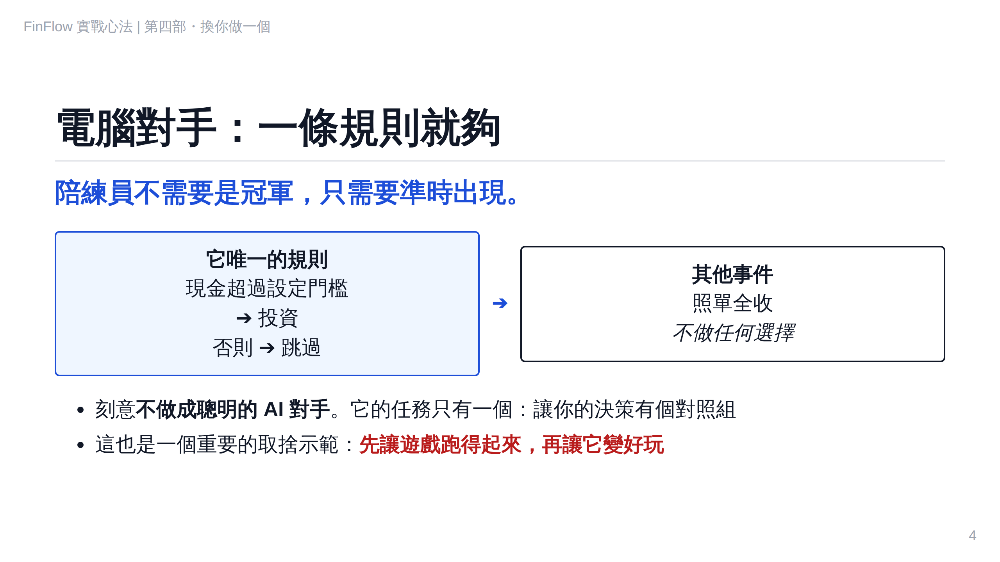 FinFlow 實戰心法 | 第四部・換你做一個
電腦對手：一條規則就夠
陪練員不需要是冠軍，只需要準時出現。
它唯一的規則
現金超過設定門檻
➔ 投資
否則 ➔ 跳過
➔
其他事件
照單全收
不做任何選擇
• 刻意不做成聰明的 AI 對手。它的任務只有一個：讓你的決策有個對照組
• 這也是一個重要的取捨示範：先讓遊戲跑得起來，再讓它變好玩
4